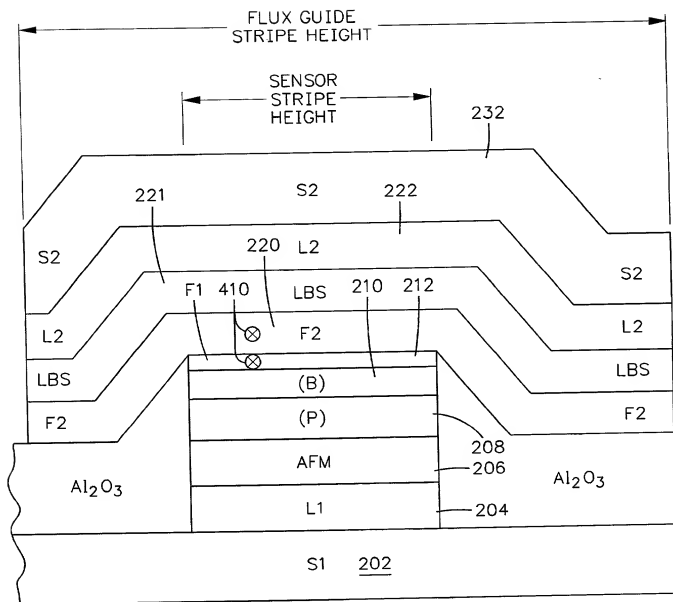 FLUX GUIDE
STRIPE HEIGHT
SENSOR
STRIPE
HEIGHT
232
S2
221
222
S2
L2
S2
220
F1
410
LBS
210
212
L2
F2
L2
LBS
(B)
LBS
F2
(P)
F2
208
AFM
206
Al2O3
Al2O3
L1
204
S1 202